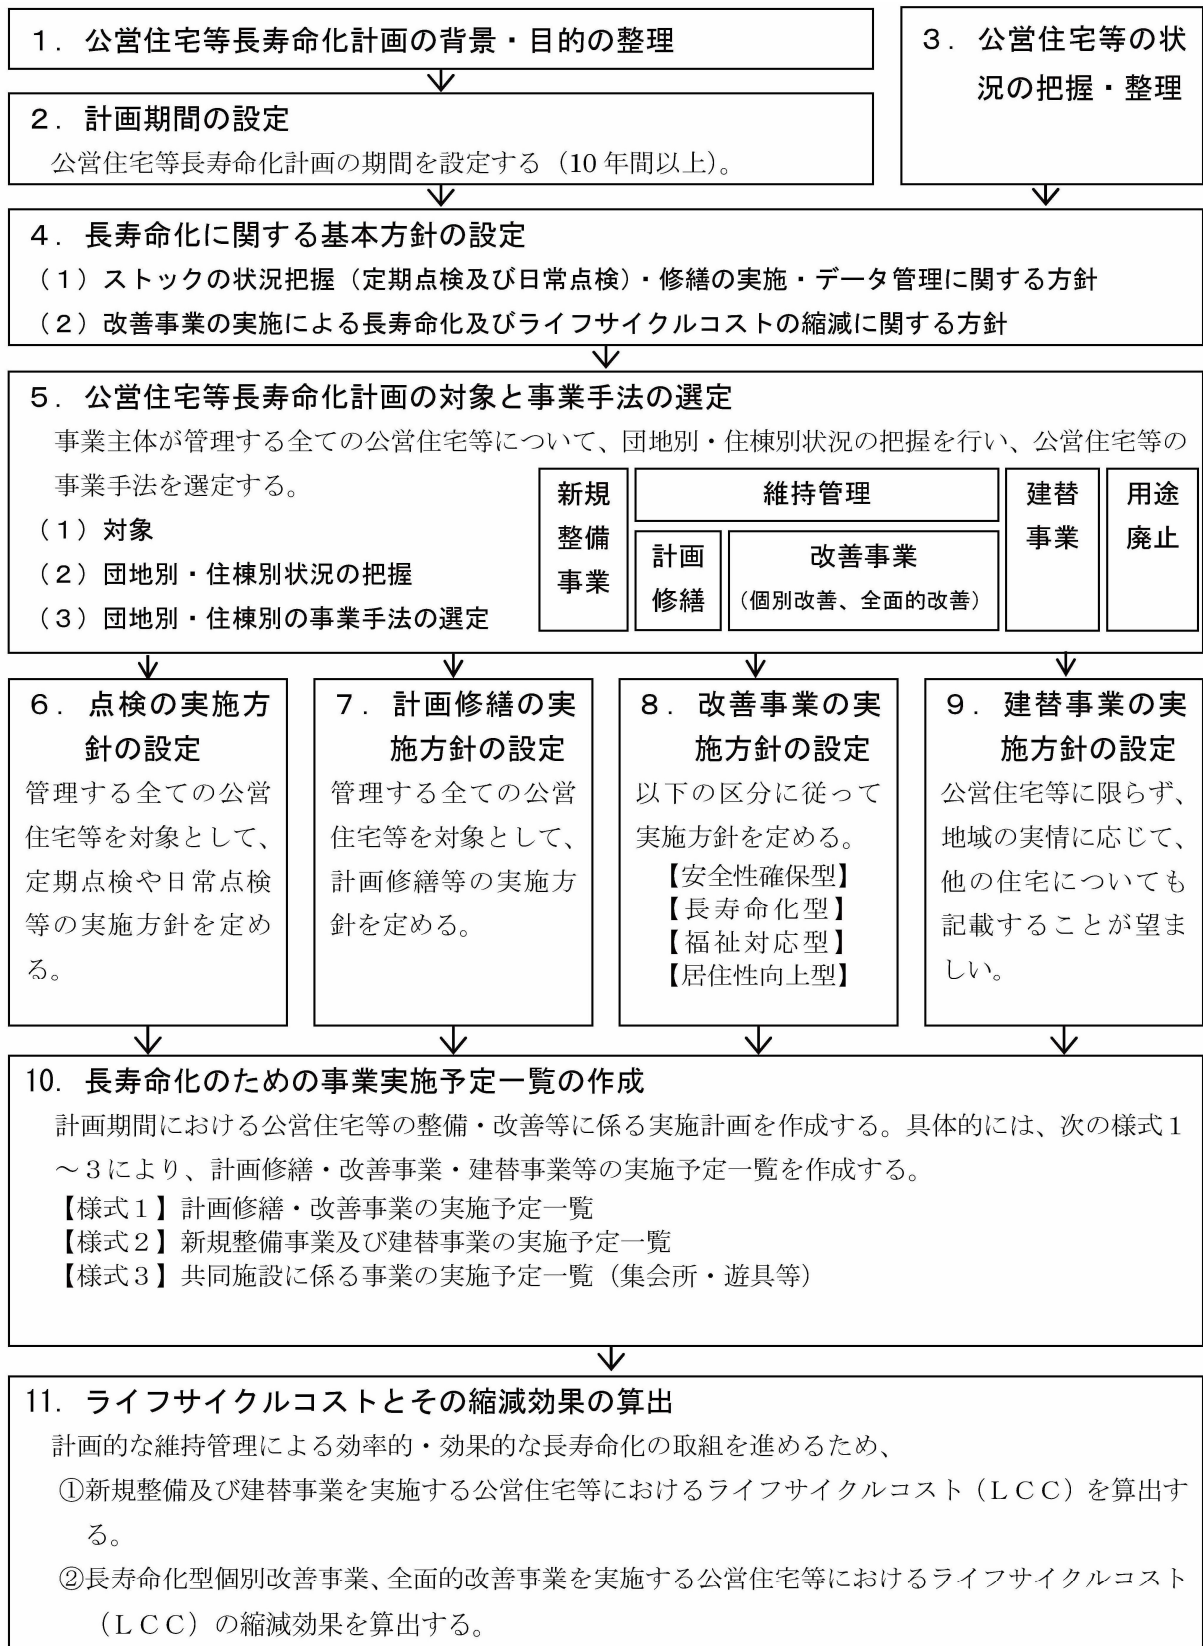 1．公営住宅等長寿命化計画の背景・目的の整理
3．公営住宅等の状
況の把握・整理
2．計画期間の設定
公営住宅等長寿命化計画の期間を設定する（10 年間以上）。
4．長寿命化に関する基本方針の設定
（1）ストックの状況把握（定期点検及び日常点検）・修繕の実施・データ管理に関する方針
（2）改善事業の実施による長寿命化及びライフサイクルコストの縮減に関する方針
5．公営住宅等長寿命化計画の対象と事業手法の選定
事業主体が管理する全ての公営住宅等について、団地別・住棟別状況の把握を行い、公営住宅等の
事業手法を選定する。
（1）対象
（2）団地別・住棟別状況の把握
（3）団地別・住棟別の事業手法の選定
新規
整備
事業
維持管理
計画
修繕
改善事業
（個別改善、全面的改善）
建替
事業
用途
廃止
6．点検の実施方
針の設定
管理する全ての公営
住宅等を対象として、
定期点検や日常点検
等の実施方針を定め
る。
7．計画修繕の実
施方針の設定
管理する全ての公営
住宅等を対象として、
計画修繕等の実施方
針を定める。
8．改善事業の実
施方針の設定
以下の区分に従って
実施方針を定める。
【安全性確保型】
【長寿命化型】
【福祉対応型】
【居住性向上型】
9．建替事業の実
施方針の設定
公営住宅等に限らず、
地域の実情に応じて、
他の住宅についても
記載することが望ま
しい。
10．長寿命化のための事業実施予定一覧の作成
計画期間における公営住宅等の整備・改善等に係る実施計画を作成する。具体的には、次の様式１
～３により、計画修繕・改善事業・建替事業等の実施予定一覧を作成する。
【様式１】計画修繕・改善事業の実施予定一覧
【様式２】新規整備事業及び建替事業の実施予定一覧
【様式３】共同施設に係る事業の実施予定一覧（集会所・遊具等）
11．ライフサイクルコストとその縮減効果の算出
計画的な維持管理による効率的・効果的な長寿命化の取組を進めるため、
①新規整備及び建替事業を実施する公営住宅等におけるライフサイクルコスト（ＬＣＣ）を算出す
る。
②長寿命化型個別改善事業、全面的改善事業を実施する公営住宅等におけるライフサイクルコスト
（ＬＣＣ）の縮減効果を算出する。